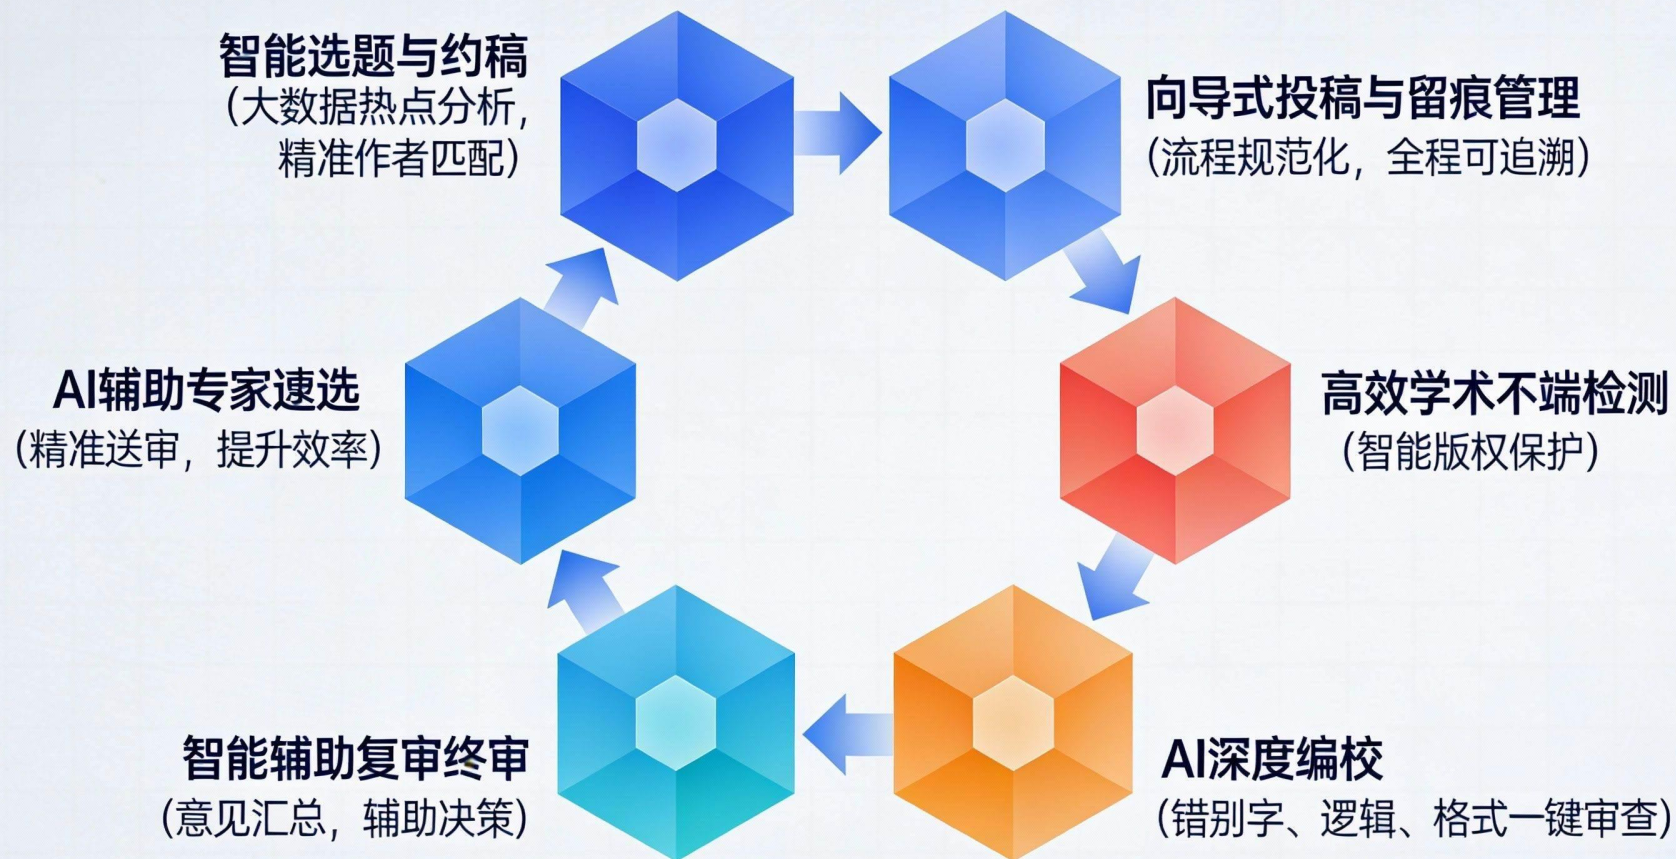 智能选题与约稿
(大数据热点分析,
精准作者匹配)
向导式投稿与留痕管理
(流程规范化，全程可追溯)
高效学术不端检测
(智能版权保护)
AI深度编校
(错别字、逻辑、格式一键审查)
智能辅助复审终审
(意见汇总，辅助决策)
AI辅助专家速选
(精准送审，提升效率)